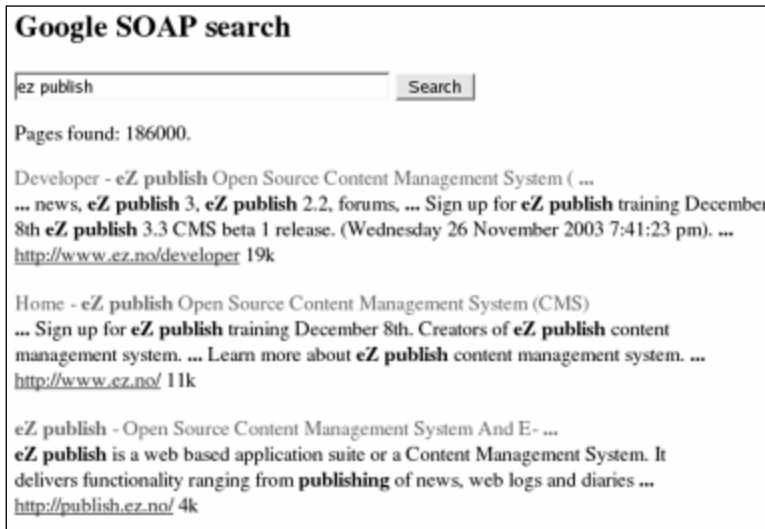 Google SOAP search
ez publish Search
Pages found: 186000.
Developer - eZ publish Open Source Content Management System ( ...
... news, eZ publish 3, eZ publish 2.2, forums, ... Sign up for eZ publish training December
8th eZ publish 3.3 CMS beta 1 release. (Wednesday 26 November 2003 7:41:23 pm). ...
http://www.ez.no/developer 19k
Home - eZ publish Open Source Content Management System (CMS)
... Sign up for eZ publish training December 8th. Creators of eZ publish content
management system. ... Learn more about eZ publish content management system. ...
http://www.ez.no/ 11k
eZ publish - Open Source Content Management System And E- ...
eZ publish is a web based application suite or a Content Management System. It
delivers functionality ranging from publishing of news, web logs and diaries ...
http://publish.ez.no/ 4k